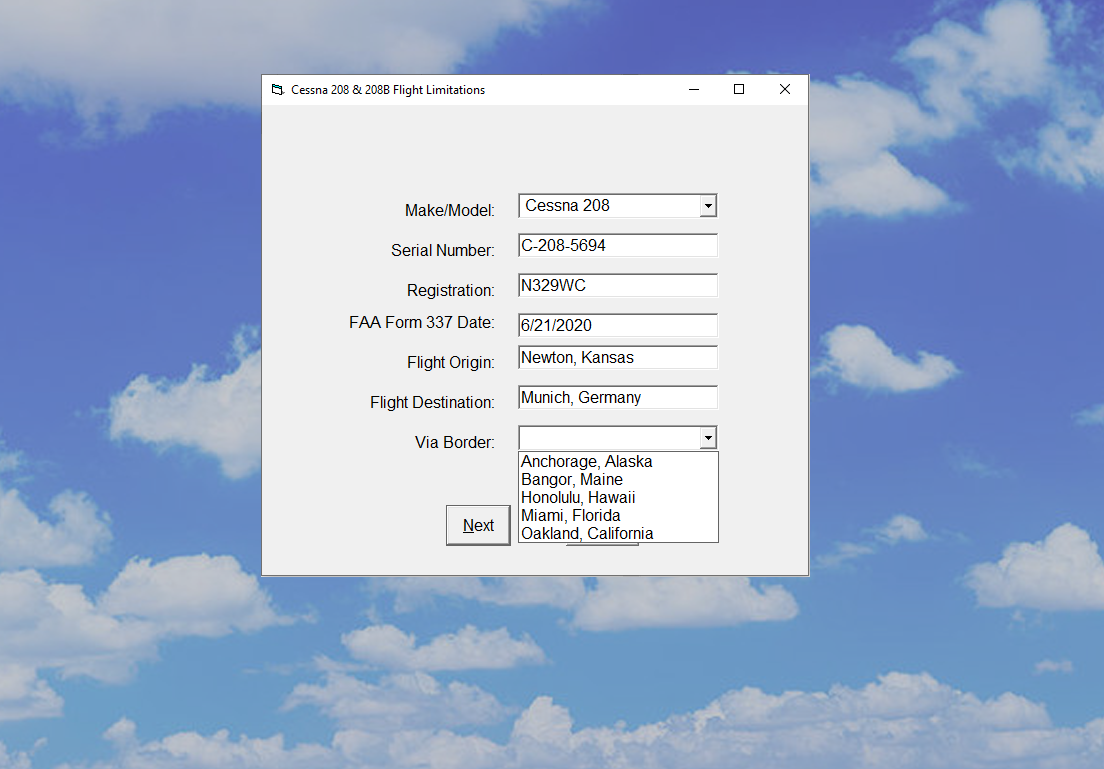 Cessna 208 & 208B Flight Limitations
Make/Model: Cessna 208
Serial Number: C-208-5694
Registration: N329WC
FAA Form 337 Date: 6/21/2020
Flight Origin: Newton, Kansas
Flight Destination: Munich, Germany
Via Border:
Anchorage, Alaska
Bangor, Maine
Honolulu, Hawaii
Miami, Florida
Oakland, California
Next